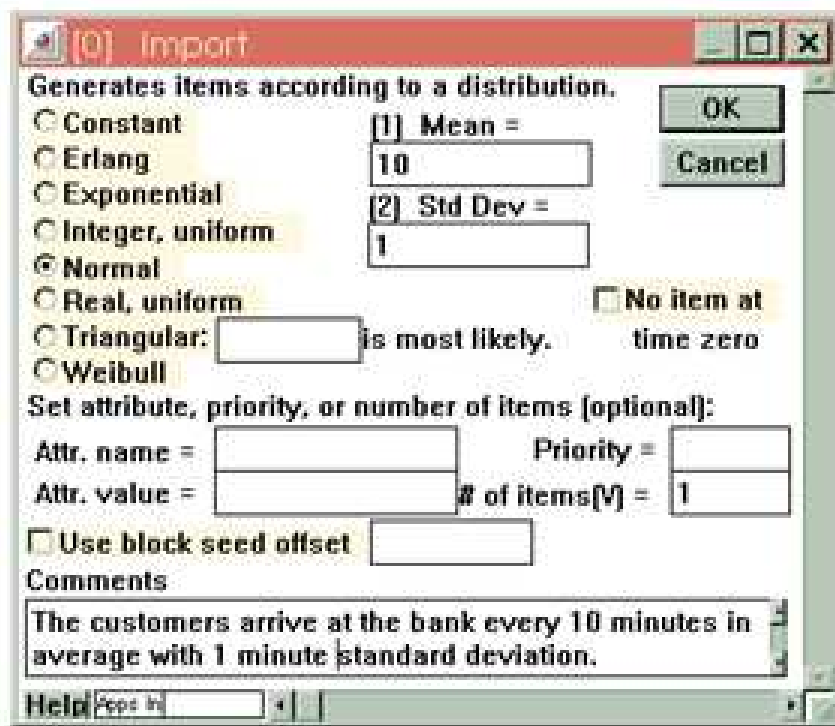 [0] Import
Generates items according to a distribution.
OK
Cancel
Constant
Erlang
Exponential
Integer, uniform
Normal
Real, uniform
Triangular: is most likely.
Weibull
(1) Mean =
10
(2) Std Dev =
1
No item at
time zero
Set attribute, priority, or number of items (optional):
Attr. name = Priority =
Attr. value = # of items(V) = 1
Use block seed offset
Comments
The customers arrive at the bank every 10 minutes in
average with 1 minute standard deviation.
Help